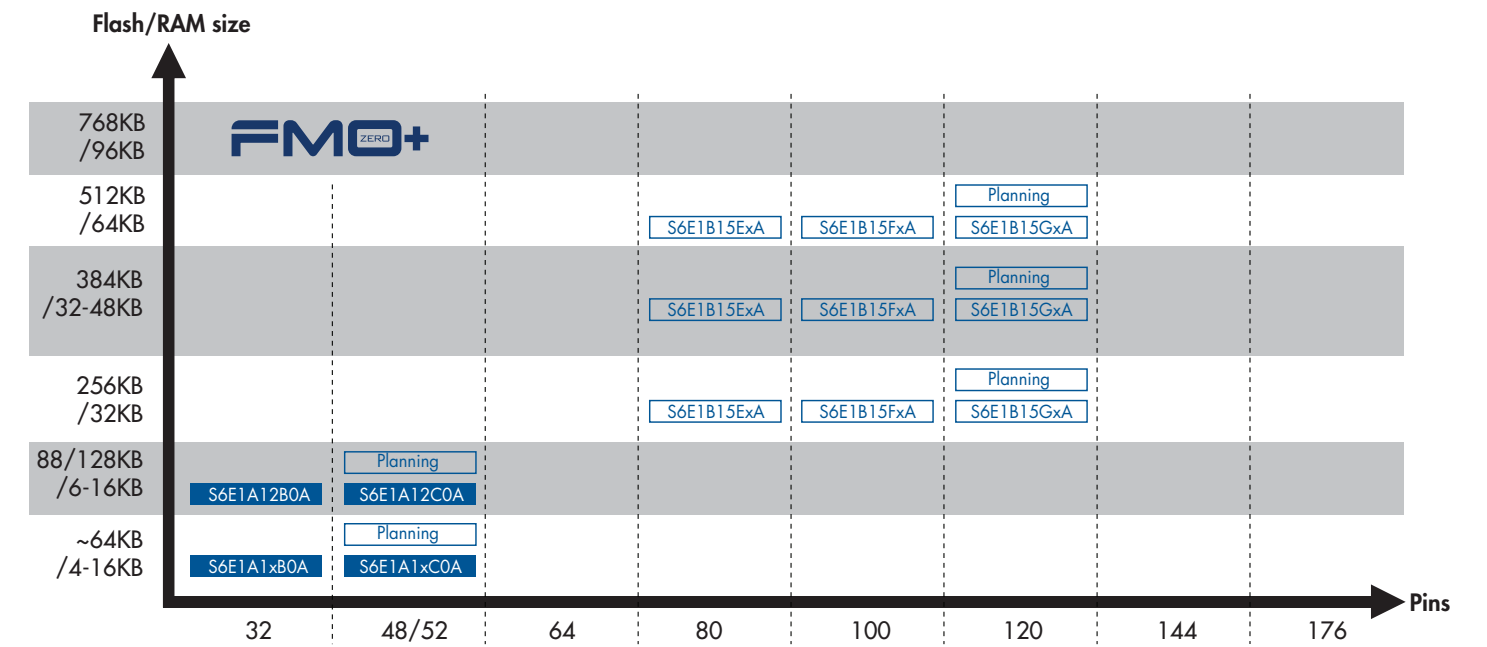 Flash/RAM size
768KB
/96KB
FM0+
ZERO
512KB
/64KB
Planning
S6E1B15ExA S6E1B15FxA S6E1B15GxA
384KB
/32-48KB
Planning
S6E1B15ExA S6E1B15FxA S6E1B15GxA
256KB
/32KB
Planning
S6E1B15ExA S6E1B15FxA S6E1B15GxA
88/128KB
/6-16KB
Planning
S6E1A12B0A S6E1A12C0A
~64KB
/4-16KB
Planning
S6E1A1xB0A S6E1A1xC0A
Pins
32 48/52 64 80 100 120 144 176